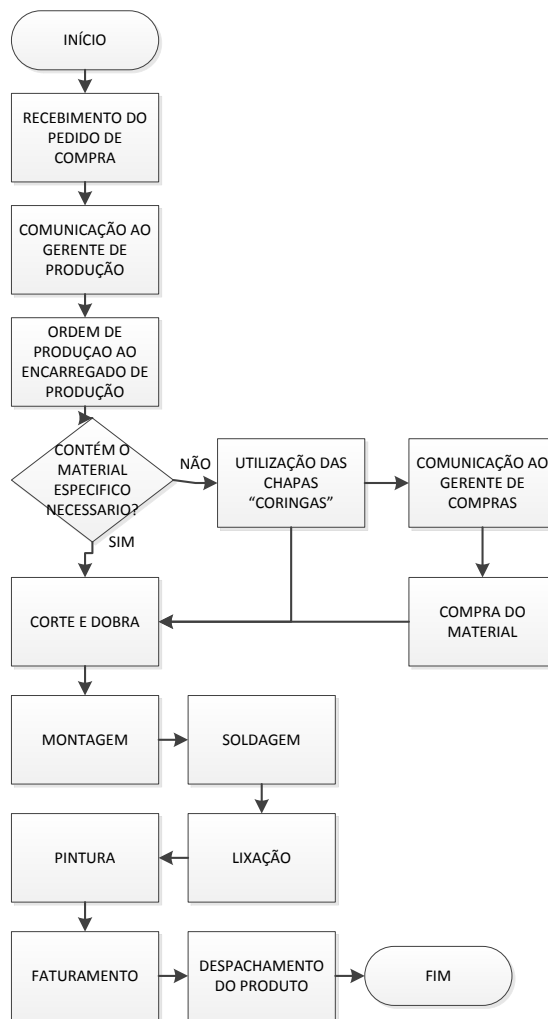 INÍCIO
RECEBIMENTO DO
PEDIDO DE
COMPRA
COMUNICAÇÃO AO
GERENTE DE
PRODUÇÃO
ORDEM DE
PRODUÇAO AO
ENCARREGADO DE
PRODUÇÃO
CONTÉM O
MATERIAL
ESPECIFICO
NECESSARIO?
NÃO
UTILIZAÇÃO DAS
CHAPAS
“CORINGAS”
COMUNICAÇÃO AO
GERENTE DE
COMPRAS
SIM
CORTE E DOBRA
COMPRA DO
MATERIAL
MONTAGEM
SOLDAGEM
PINTURA
LIXAÇÃO
FATURAMENTO
DESPACHAMENTO
DO PRODUTO
FIM